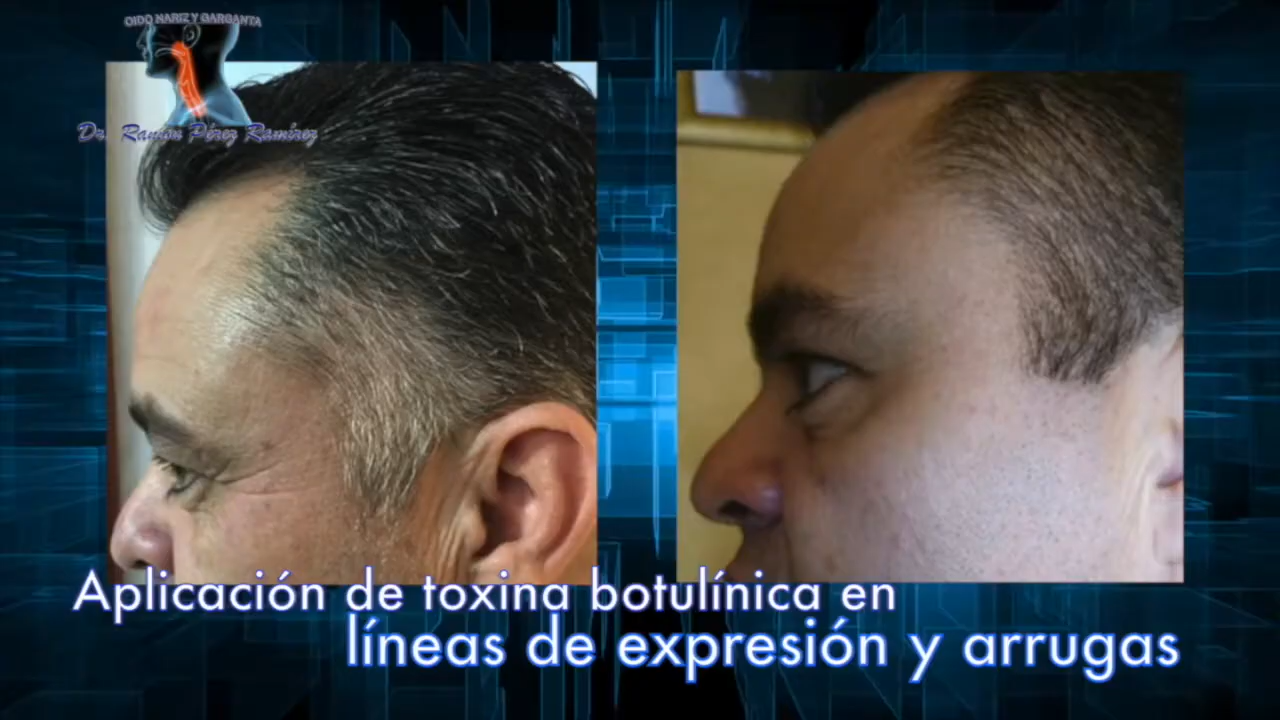 OIDO NARIZ Y GARGANTA
Dr. Ramón Pérez Ramírez
Aplicación de toxina botulínica en
líneas de expresión y arrugas